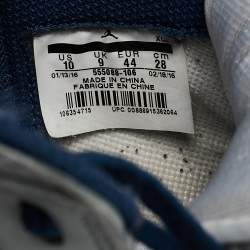 US UK EUR cm
10 9 44 28
01/13/16 02/18/16
555088-106
MADE IN CHINA
FABRIQUE EN CHINE
UPC 00888915362064